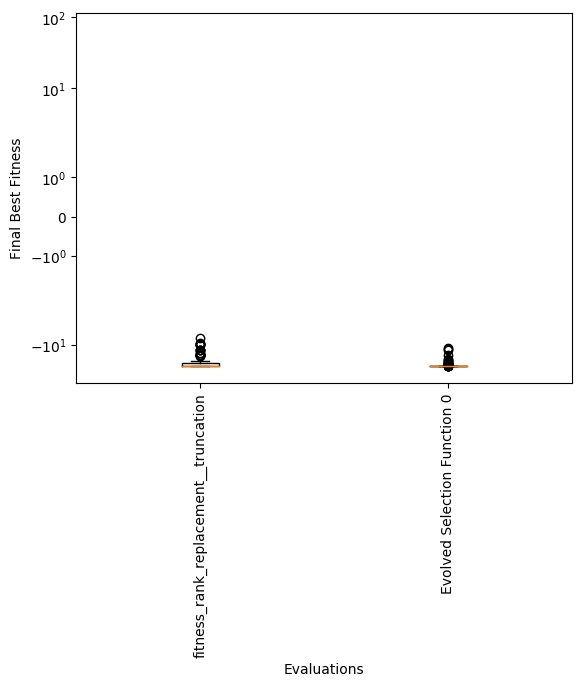 10²
10¹
10⁰
0
−10⁰
−10¹
Final Best Fitness
fitness_rank_replacement__truncation
Evolved Selection Function 0
Evaluations